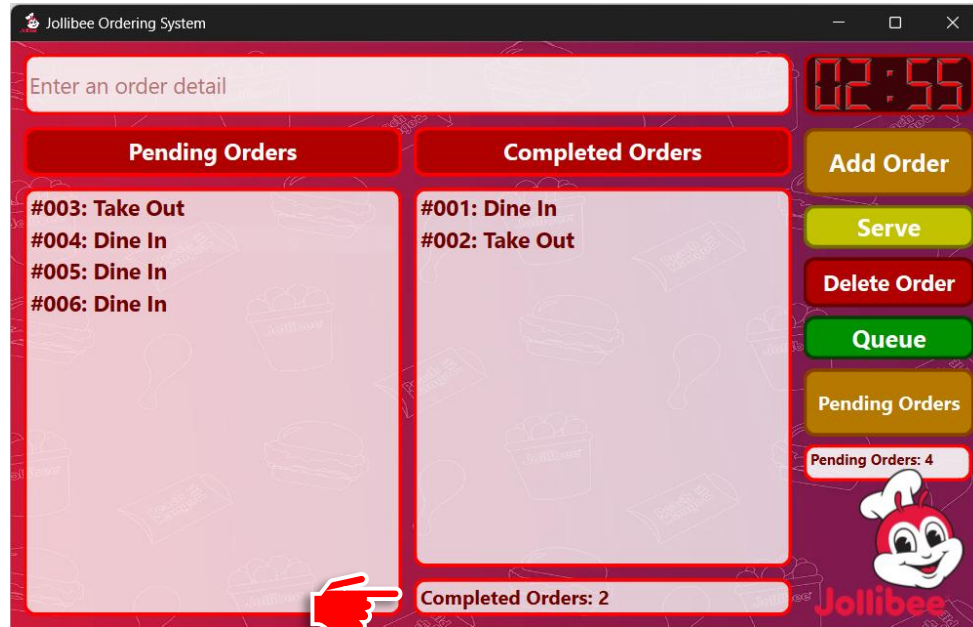 Jollibee Ordering System
Enter an order detail
02:55
Pending Orders
Completed Orders
Add Order
#003: Take Out
#004: Dine In
#005: Dine In
#006: Dine In
#001: Dine In
#002: Take Out
Serve
Delete Order
Queue
Pending Orders
Pending Orders: 4
Completed Orders: 2
Jollibee